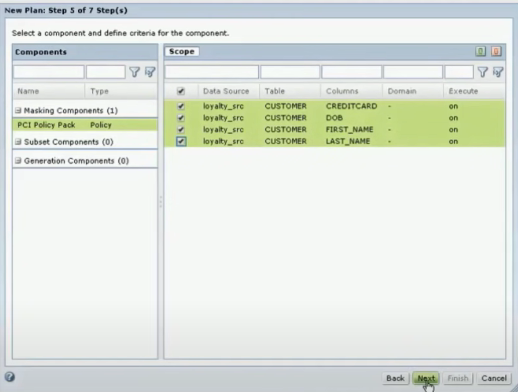 New Plan: Step 5 of 7 Step(s)
Select a component and define criteria for the component.
Components
Name Type
Masking Components (1)
PCI Policy Pack Policy
Subset Components (0)
Generation Components (0)
Scope
Data Source Table Columns Domain Execute
loyalty_src CUSTOMER CREDITCARD - on
loyalty_src CUSTOMER DOB - on
loyalty_src CUSTOMER FIRST_NAME - on
loyalty_src CUSTOMER LAST_NAME - on
? Back Next Finish Cancel